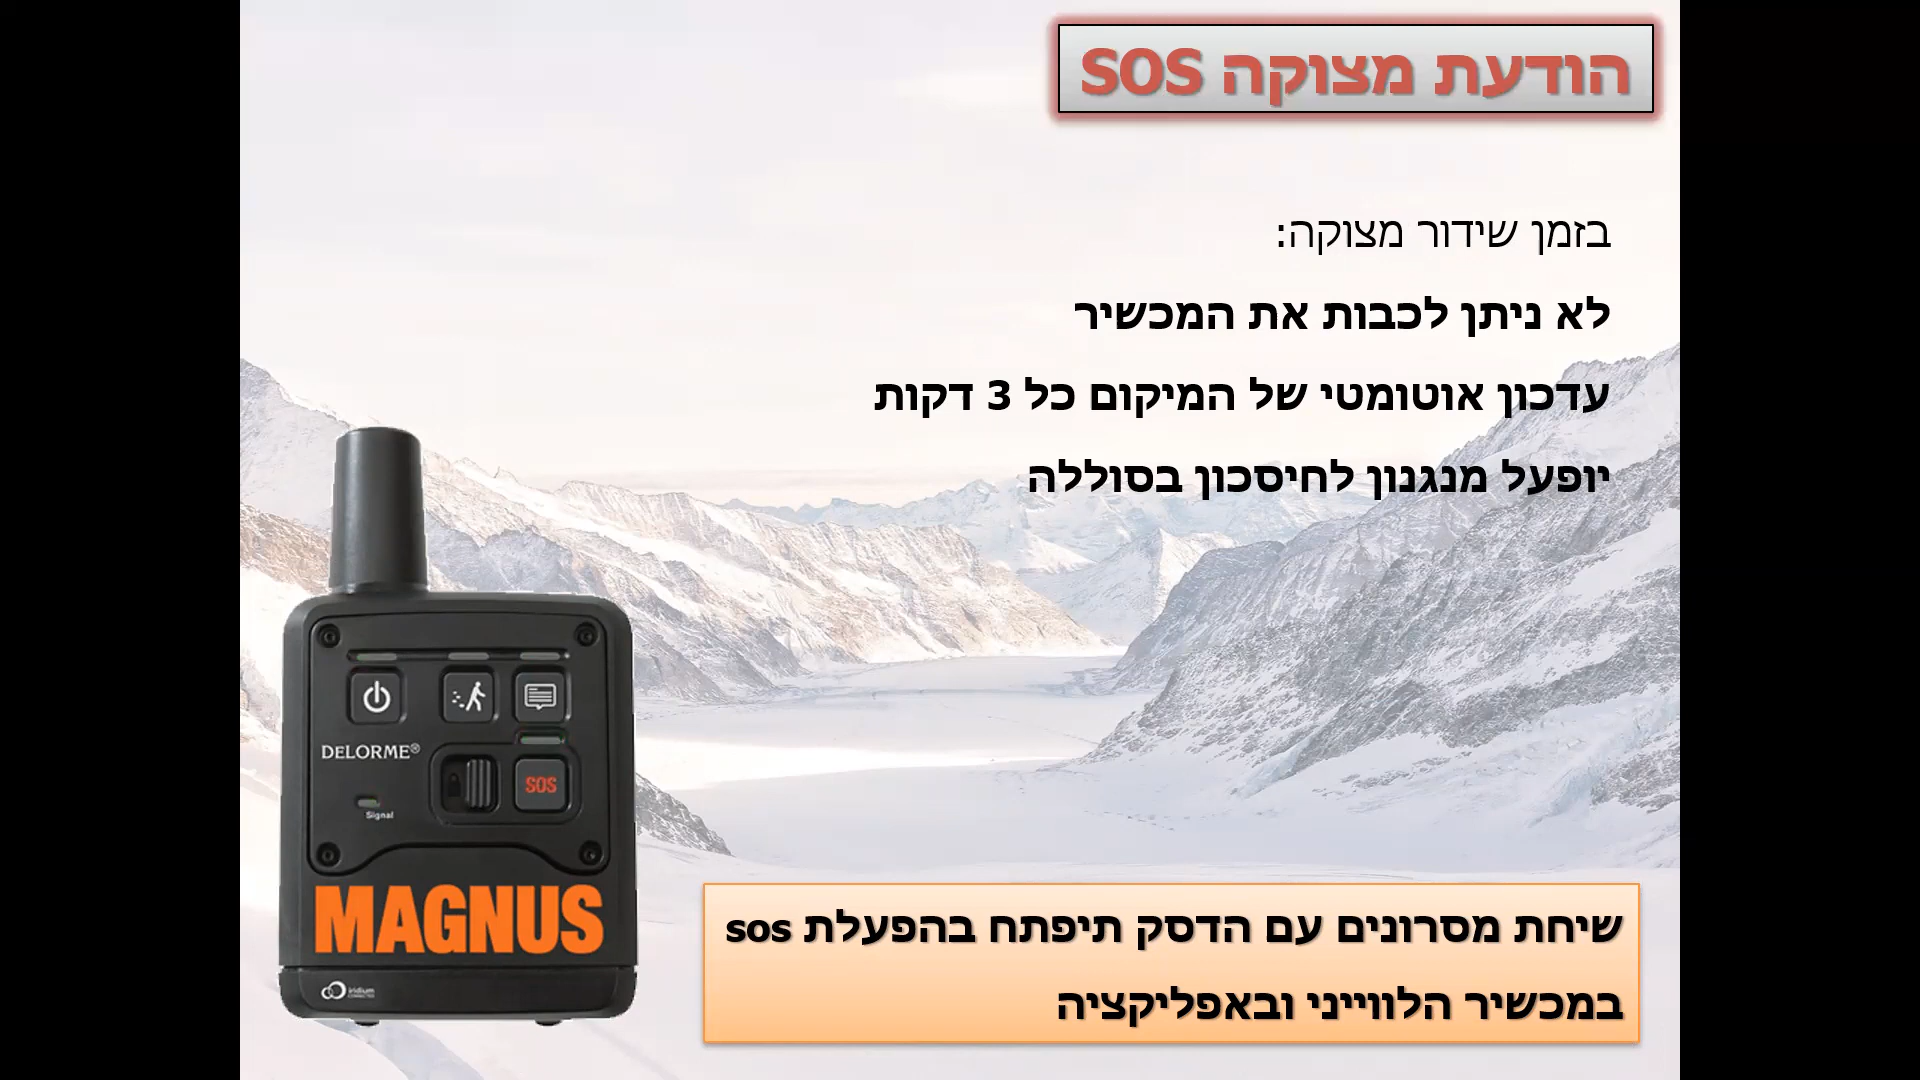 הודעת מצוקה SOS
בזמן שידור מצוקה:
לא ניתן לכבות את המכשיר
עדכון אוטומטי של המיקום כל 3 דקות
יופעל מנגנון לחיסכון בסוללה
DELORME®
SOS
Signal
MAGNUS
iridium
CONNECTED
שיחת מסרונים עם הדסק תיפתח בהפעלת sos
במכשיר הלווייני ובאפליקציה